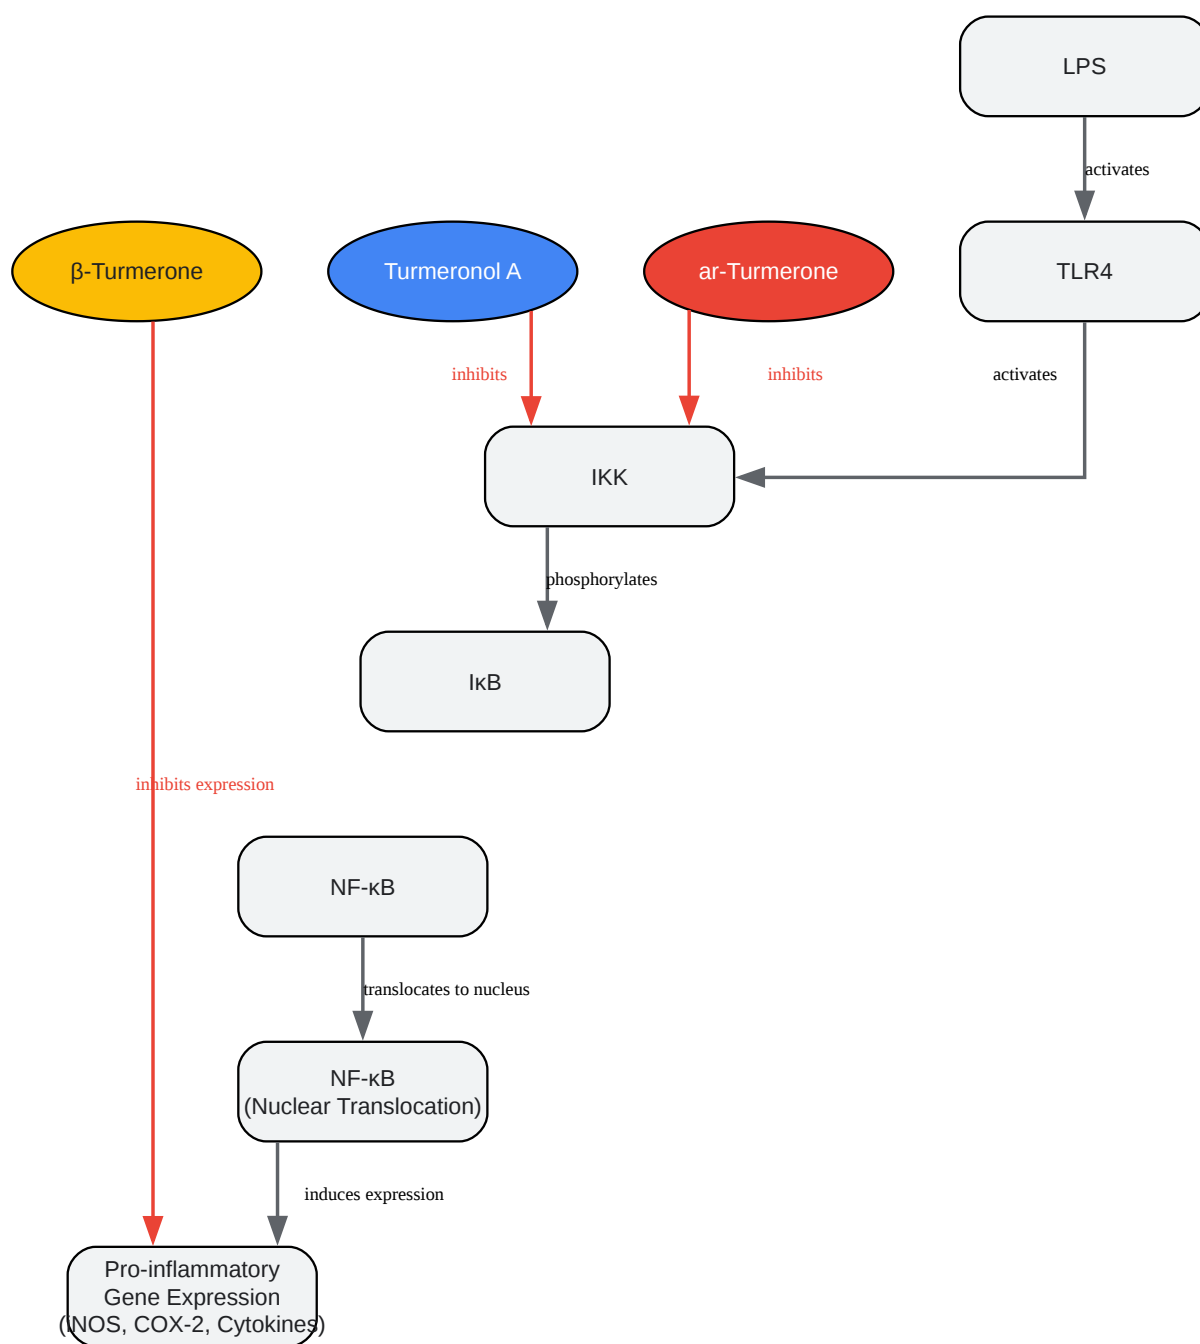 LPS
activates
β-Turmerone
Turmeronol A
ar-Turmerone
TLR4
inhibits
inhibits
activates
IKK
phosphorylates
IκB
inhibits expression
NF-κB
translocates to nucleus
NF-κB
(Nuclear Translocation)
induces expression
Pro-inflammatory
Gene Expression
(iNOS, COX-2, Cytokines)